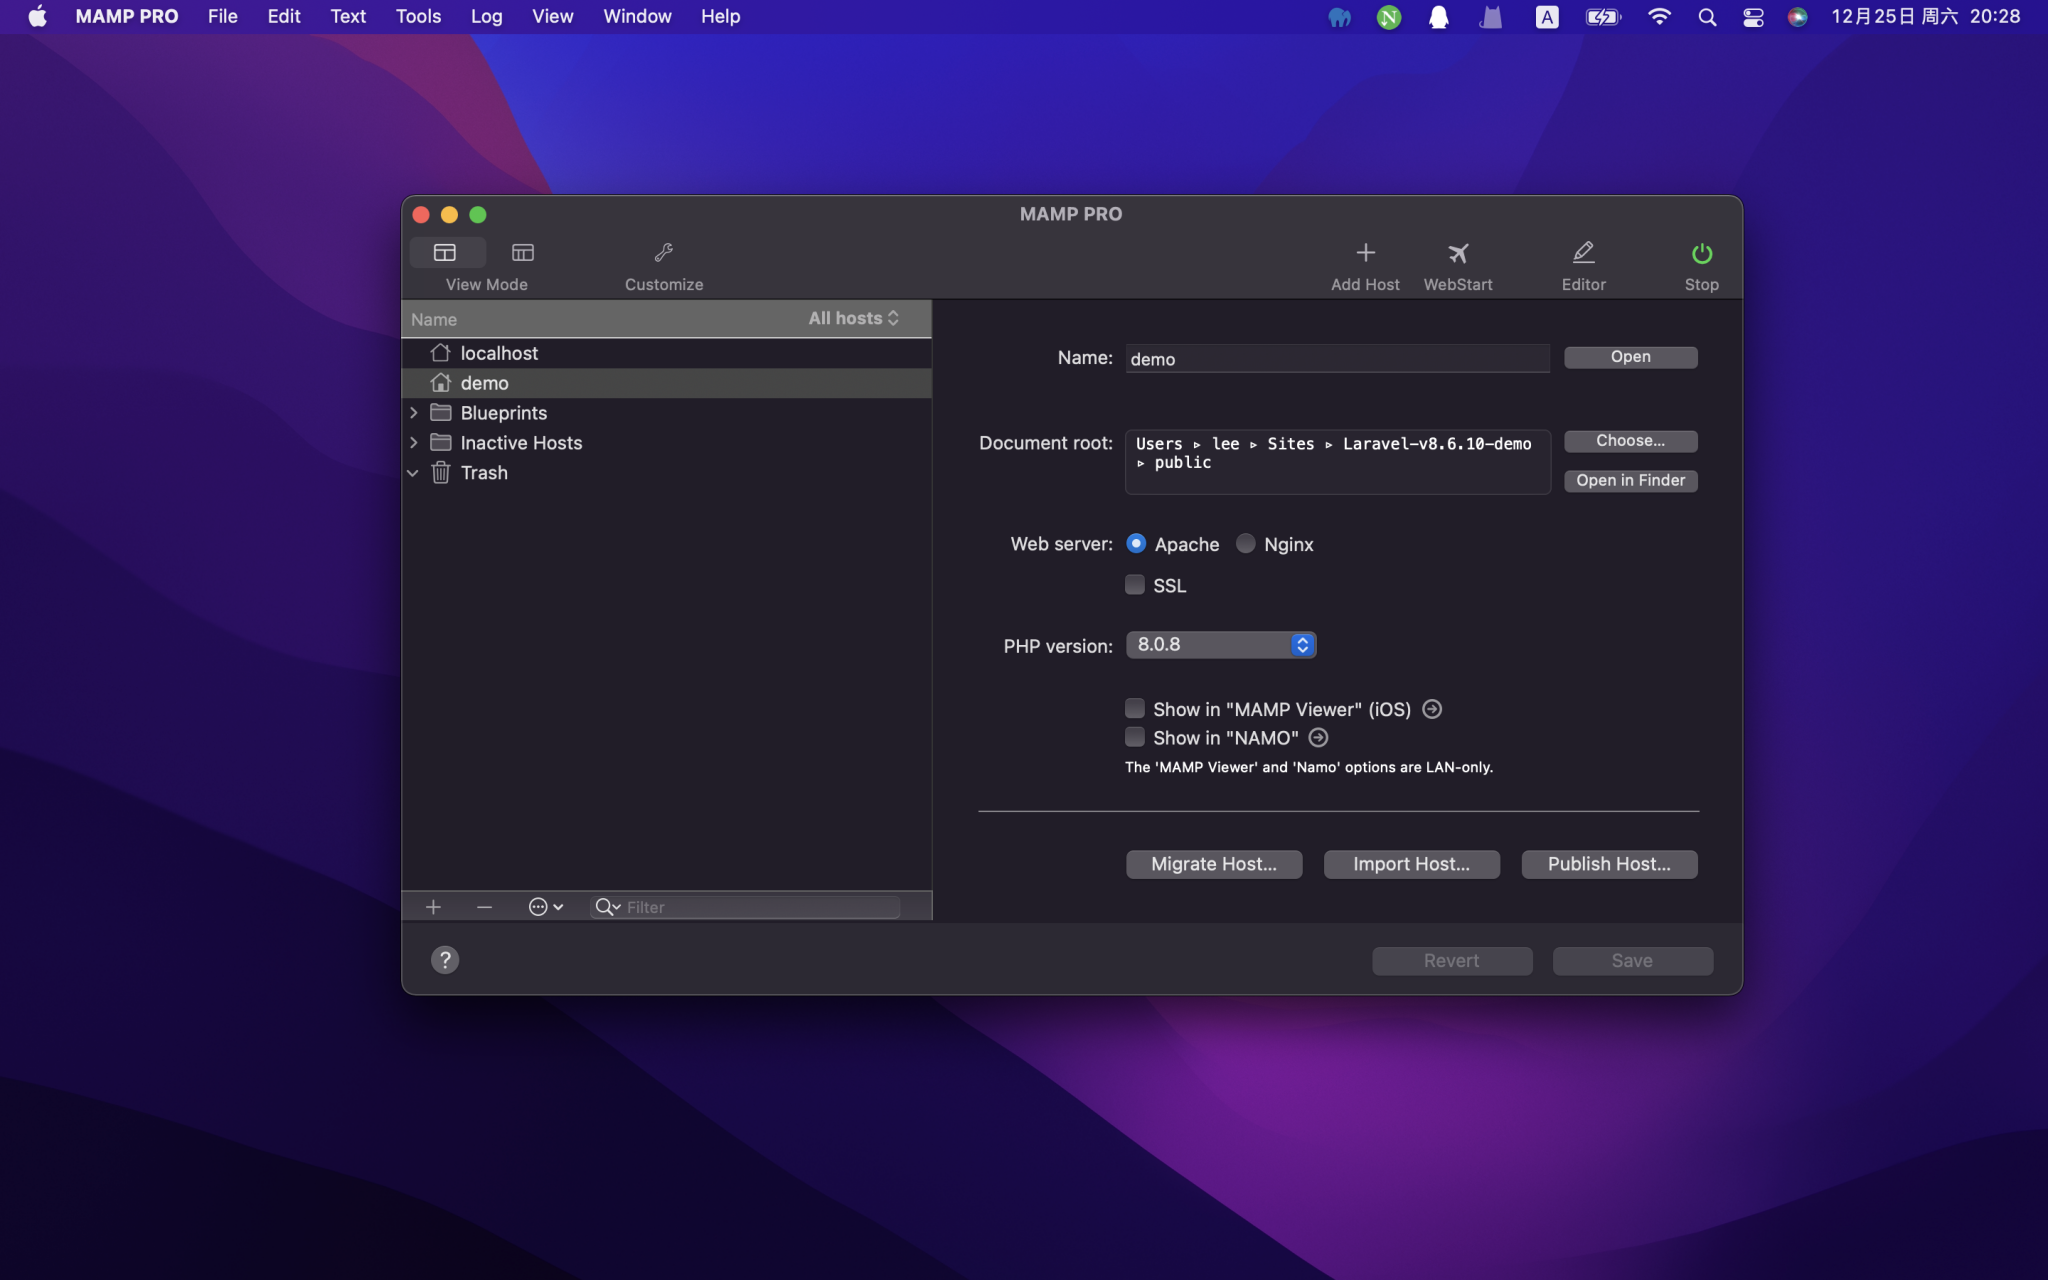 MAMP PRO File Edit Text Tools Log View Window Help A 12月25日 周六 20:28
MAMP PRO
View Mode Customize Add Host WebStart Editor Stop
Name All hosts
localhost
demo
Blueprints
Inactive Hosts
Trash
Filter
Name: demo Open
Document root: Users ▹ lee ▹ Sites ▹ Laravel-v8.6.10-demo Choose...
▹ public
Open in Finder
Web server: Apache Nginx
SSL
PHP version: 8.0.8
Show in "MAMP Viewer" (iOS)
Show in "NAMO"
The 'MAMP Viewer' and 'Namo' options are LAN-only.
Migrate Host... Import Host... Publish Host...
? Revert Save